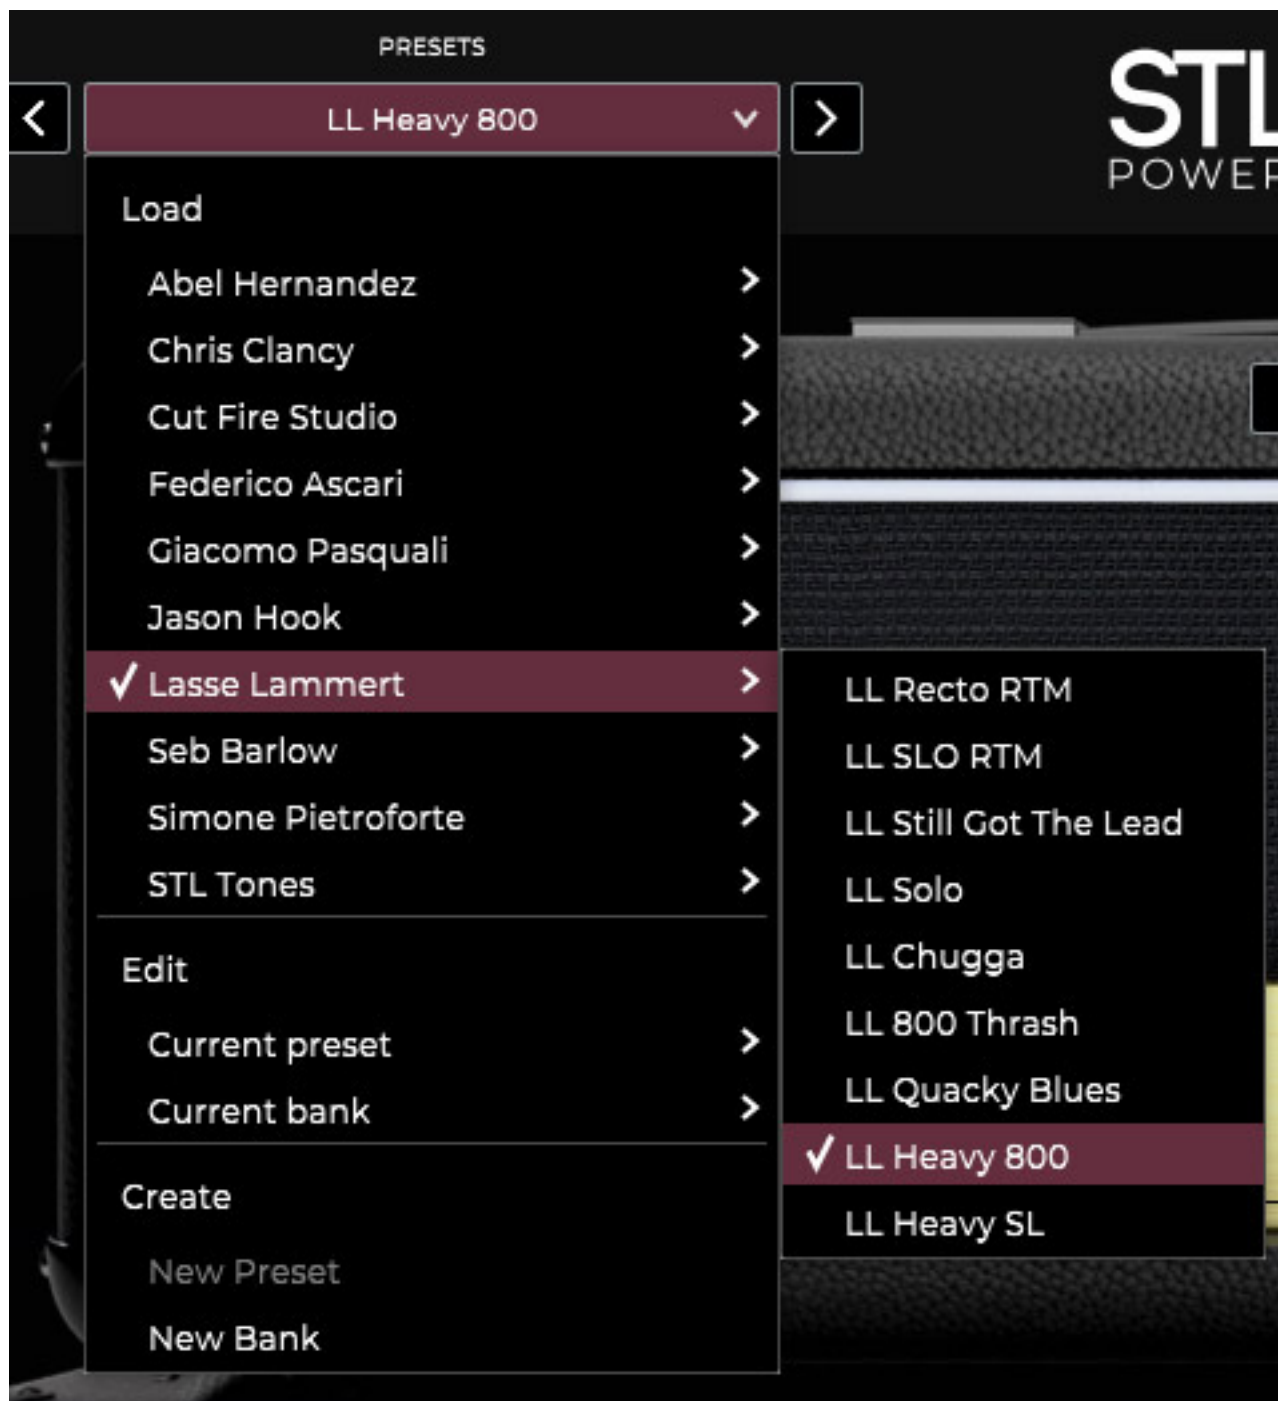 PRESETS
LL Heavy 800
STL
POWER
Load
Abel Hernandez
Chris Clancy
Cut Fire Studio
Federico Ascari
Giacomo Pasquali
Jason Hook
Lasse Lammert
Seb Barlow
Simone Pietroforte
STL Tones
LL Recto RTM
LL SLO RTM
LL Still Got The Lead
LL Solo
LL Chugga
LL 800 Thrash
LL Quacky Blues
LL Heavy 800
LL Heavy SL
Edit
Current preset
Current bank
Create
New Preset
New Bank